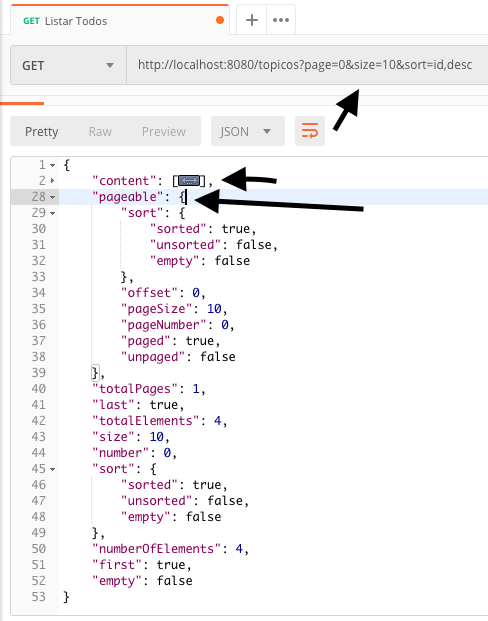 GET Listar Todos
GET http://localhost:8080/topicos?page=0&size=10&sort=id,desc
Pretty Raw Preview JSON
1 {
2 "content": [],
28 "pageable": {
29 "sort": {
30 "sorted": true,
31 "unsorted": false,
32 "empty": false
33 },
34 "offset": 0,
35 "pageSize": 10,
36 "pageNumber": 0,
37 "paged": true,
38 "unpaged": false
39 },
40 "totalPages": 1,
41 "last": true,
42 "totalElements": 4,
43 "size": 10,
44 "number": 0,
45 "sort": {
46 "sorted": true,
47 "unsorted": false,
48 "empty": false
49 },
50 "numberOfElements": 4,
51 "first": true,
52 "empty": false
53 }